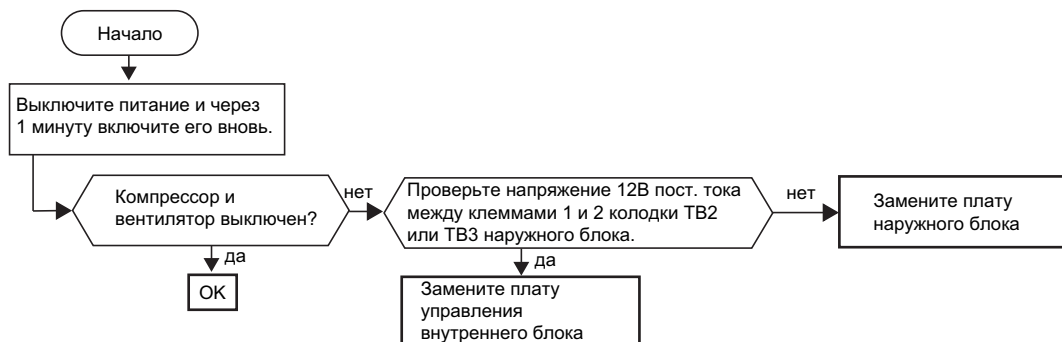 Начало
Выключите питание и через
1 минуту включите его вновь.
Компрессор и
вентилятор выключен?
нет
Проверьте напряжение 12В пост. тока
между клеммами 1 и 2 колодки ТВ2
или ТВ3 наружного блока.
нет
Замените плату
наружного блока
да
OK
да
Замените плату
управления
внутреннего блока